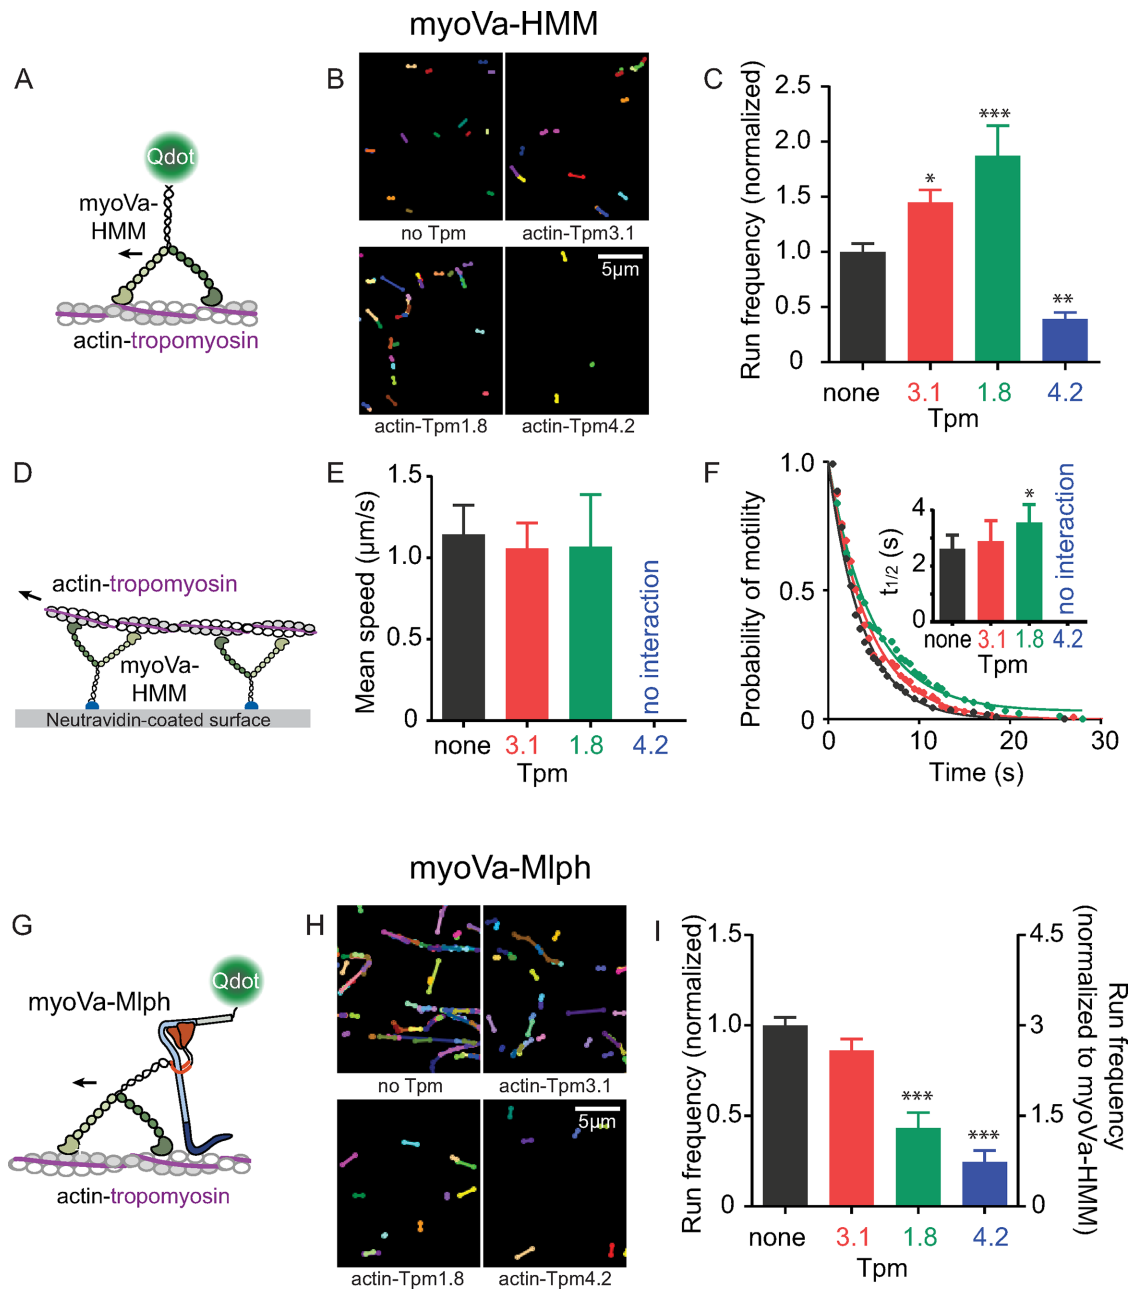 myoVa-HMM
A
Qdot
myoVa-
HMM
actin-tropomyosin
B
no Tpm
actin-Tpm3.1
5µm
actin-Tpm1.8
actin-Tpm4.2
C
Run frequency (normalized)
2.5
2.0
1.5
1.0
0.5
0
***
*
**
none
3.1
1.8
4.2
Tpm
D
actin-tropomyosin
myoVa-
HMM
Neutravidin-coated surface
E
Mean speed (µm/s)
1.5
1.0
0.5
0
no interaction
none
3.1
1.8
4.2
Tpm
F
Probability of motility
1.0
0.5
0
0
10
20
30
Time (s)
t1/2 (s)
4
2
0
*
no interaction
none
3.1
1.8
4.2
Tpm
myoVa-Mlph
G
Qdot
myoVa-Mlph
actin-tropomyosin
H
no Tpm
actin-Tpm3.1
5µm
actin-Tpm1.8
actin-Tpm4.2
I
Run frequency (normalized)
1.5
1.0
0.5
0
***
***
4.5
3
1.5
0
Run frequency
(normalized to myoVa-HMM)
none
3.1
1.8
4.2
Tpm